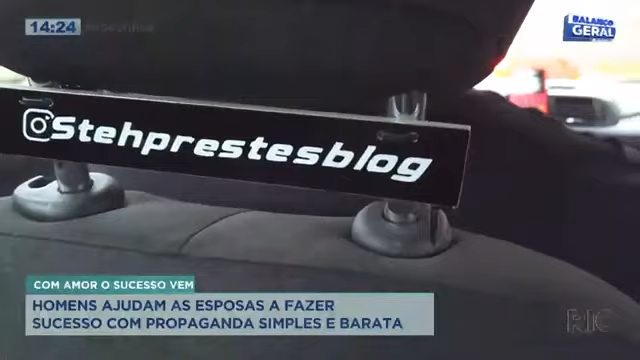 14:24
BALANÇO
GERAL
Stehprestesblog
COM AMOR O SUCESSO VEM
HOMENS AJUDAM AS ESPOSAS A FAZER
SUCESSO COM PROPAGANDA SIMPLES E BARATA
RIC